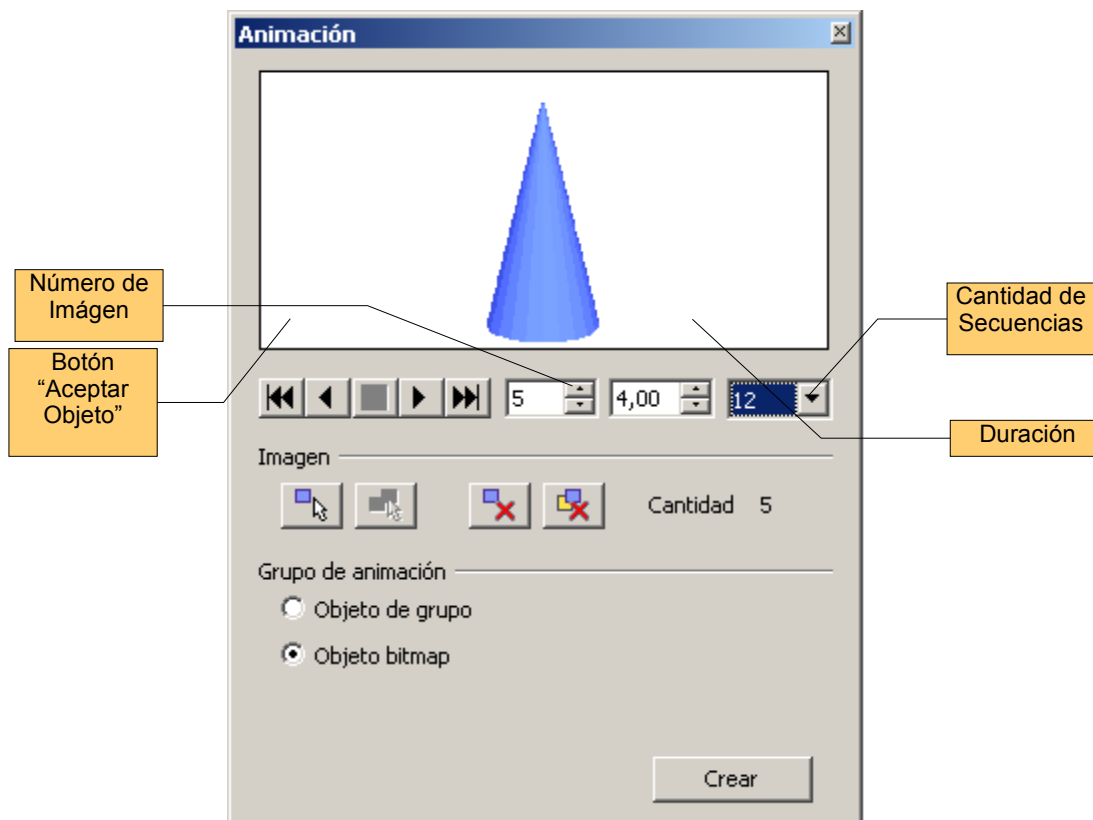 Animación
Número de
Imágen
Cantidad de
Secuencias
Botón
“Aceptar
Objeto”
5
4,00
12
Duración
Imagen
Cantidad 5
Grupo de animación
Objeto de grupo
Objeto bitmap
Crear